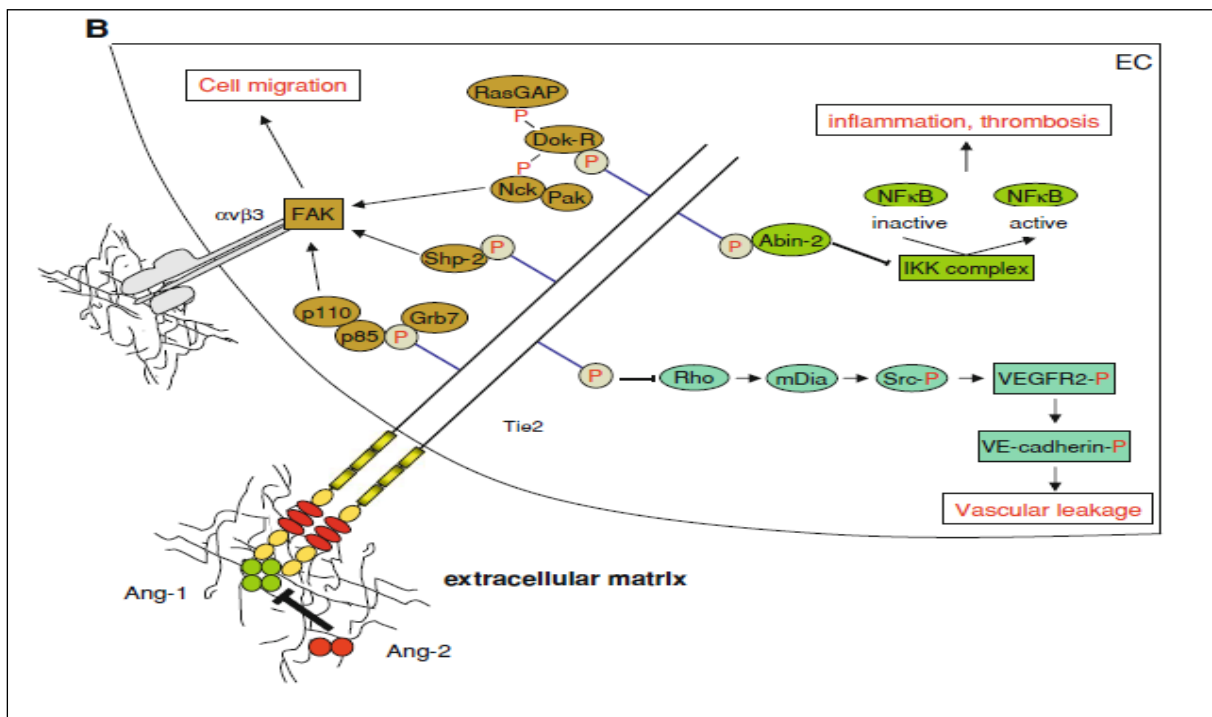 B
EC
Cell migration
RasGAP
P
Dok-R
P
P
Nck
Pak
inflammation, thrombosis
NFκB
NFκB
inactive
active
αvβ3
FAK
Shp-2
P
P
Abin-2
IKK complex
p110
p85
P
Grb7
P
Rho
mDia
Src-P
VEGFR2-P
Tie2
VE-cadherin-P
Vascular leakage
extracellular matrix
Ang-1
Ang-2